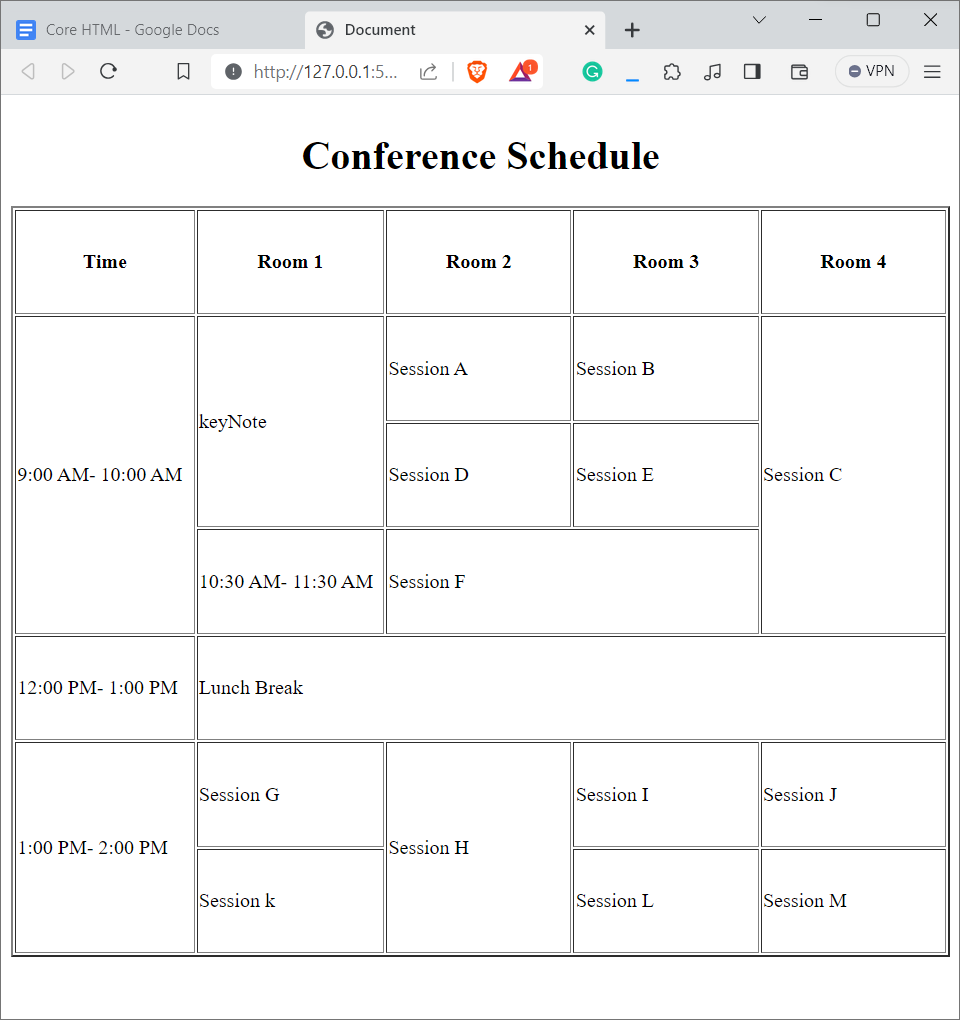 Core HTML - Google Docs
Document
http://127.0.0.1:5...
1
VPN
Conference Schedule
Time Room 1 Room 2 Room 3 Room 4
Session A Session B
keyNote
9:00 AM- 10:00 AM Session D Session E Session C
10:30 AM- 11:30 AM Session F
12:00 PM- 1:00 PM Lunch Break
Session G Session I Session J
1:00 PM- 2:00 PM Session H
Session k Session L Session M